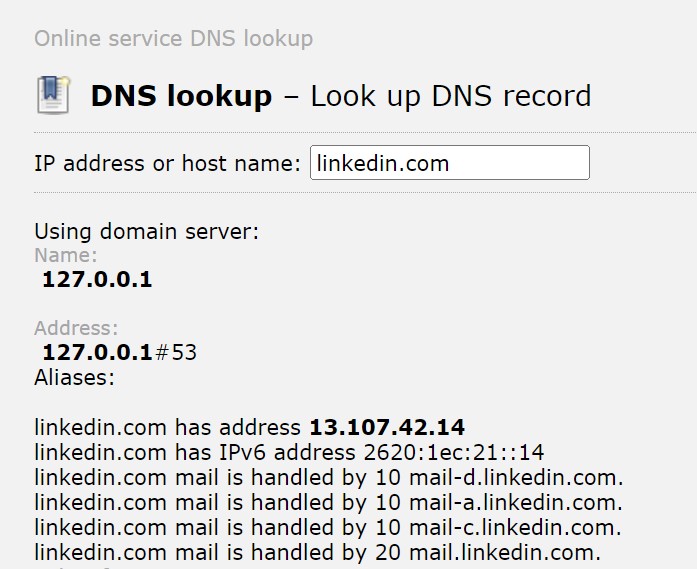 Online service DNS lookup
DNS lookup – Look up DNS record
IP address or host name: linkedin.com
Using domain server:
Name:
127.0.0.1
Address:
127.0.0.1#53
Aliases:
linkedin.com has address 13.107.42.14
linkedin.com has IPv6 address 2620:1ec:21::14
linkedin.com mail is handled by 10 mail-d.linkedin.com.
linkedin.com mail is handled by 10 mail-a.linkedin.com.
linkedin.com mail is handled by 10 mail-c.linkedin.com.
linkedin.com mail is handled by 20 mail.linkedin.com.